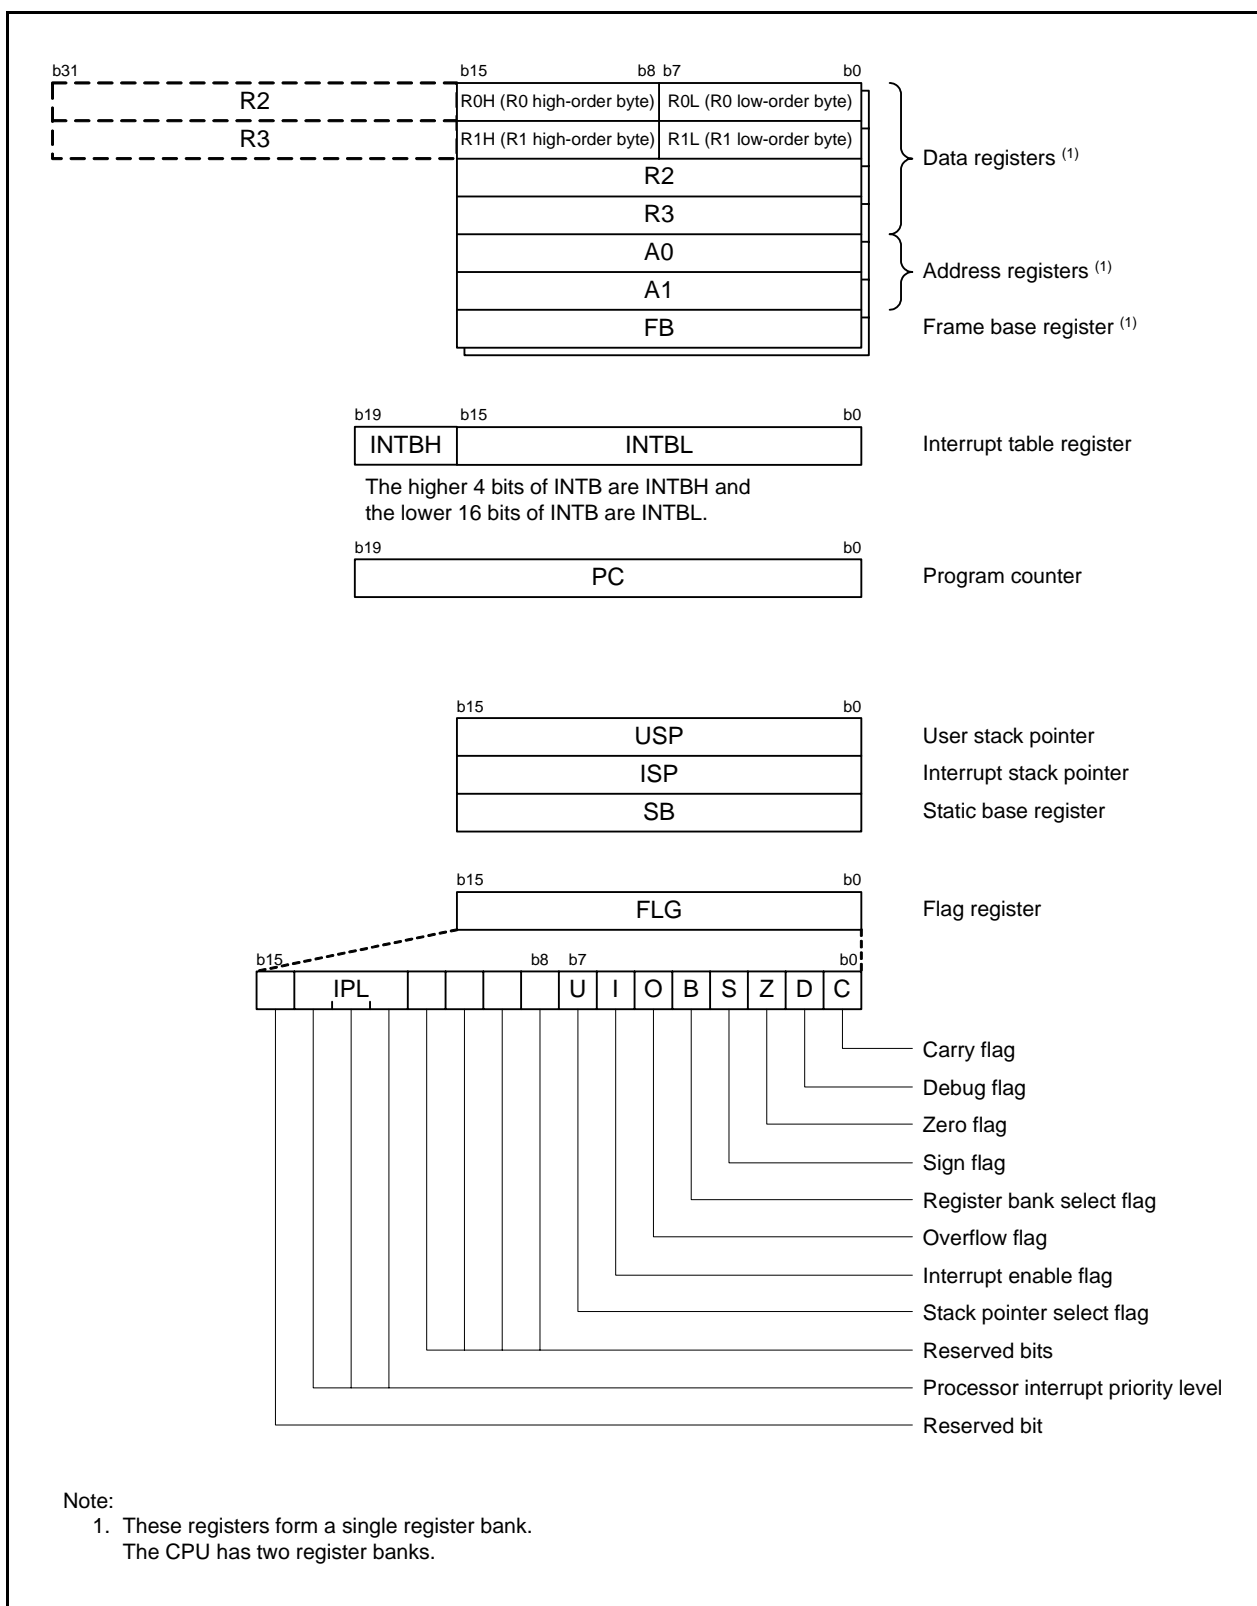 b31 b15 b8 b7 b0
R2 R0H (R0 high-order byte) R0L (R0 low-order byte)
R3 R1H (R1 high-order byte) R1L (R1 low-order byte)
Data registers (1)
R2
R3
A0
Address registers (1)
A1
FB Frame base register (1)
b19 b15 b0
INTBH INTBL Interrupt table register
The higher 4 bits of INTB are INTBH and
the lower 16 bits of INTB are INTBL.
b19 b0
PC Program counter
b15 b0
USP User stack pointer
ISP Interrupt stack pointer
SB Static base register
b15 b0
FLG Flag register
b15 b8 b7 b0
IPL U I O B S Z D C
Carry flag
Debug flag
Zero flag
Sign flag
Register bank select flag
Overflow flag
Interrupt enable flag
Stack pointer select flag
Reserved bits
Processor interrupt priority level
Reserved bit
Note:
1. These registers form a single register bank.
The CPU has two register banks.